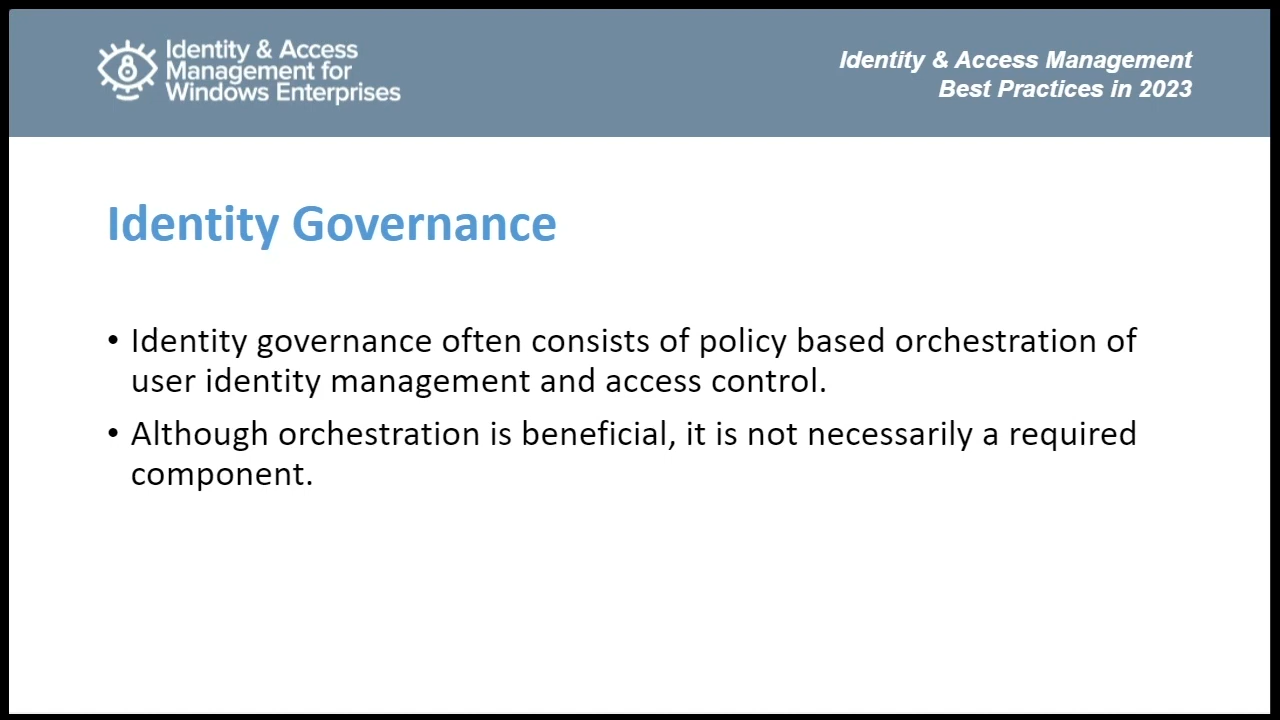 Identity & Access
Management for
Windows Enterprises
Identity & Access Management
Best Practices in 2023
Identity Governance
• Identity governance often consists of policy based orchestration of
user identity management and access control.
• Although orchestration is beneficial, it is not necessarily a required
component.